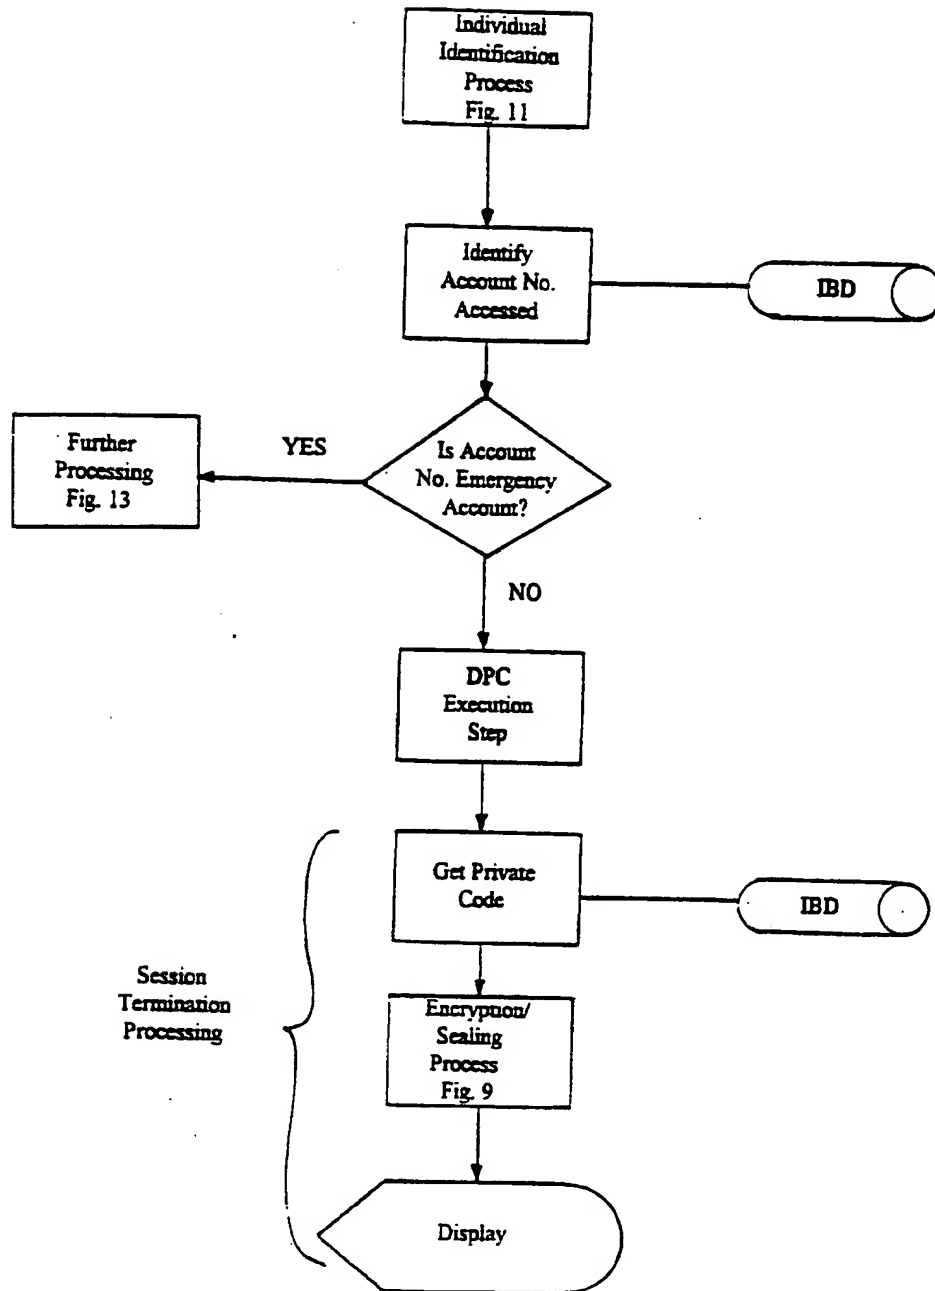 Individual
Identification
Process
Fig. 11
Identify
Account No.
Accessed
IBD
Is Account
No. Emergency
Account?
YES
Further
Processing
Fig. 13
NO
DPC
Execution
Step
Get Private
Code
IBD
Session
Termination
Processing
Encryption/
Sealing
Process
Fig. 9
Display